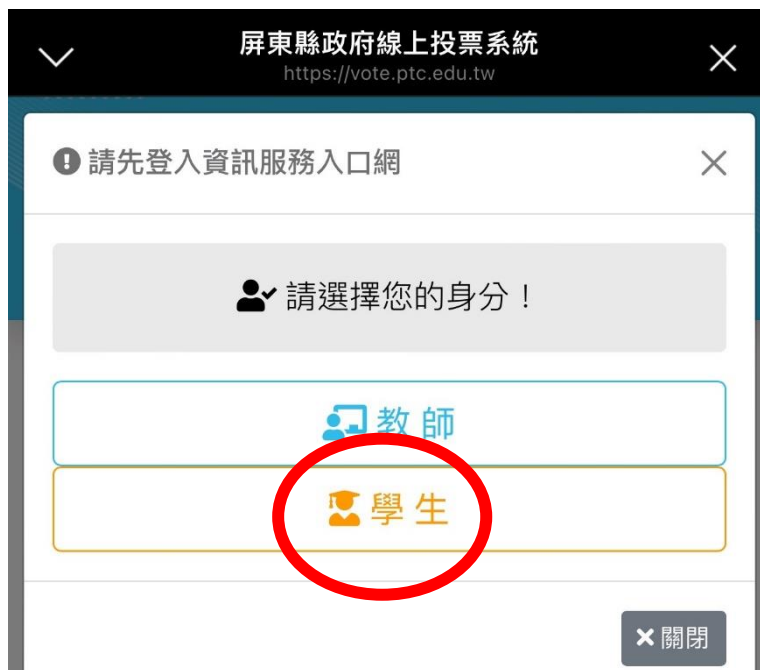 屏東縣政府線上投票系統
https://vote.ptc.edu.tw
請先登入資訊服務入口網
請選擇您的身分！
教師
學生
關閉